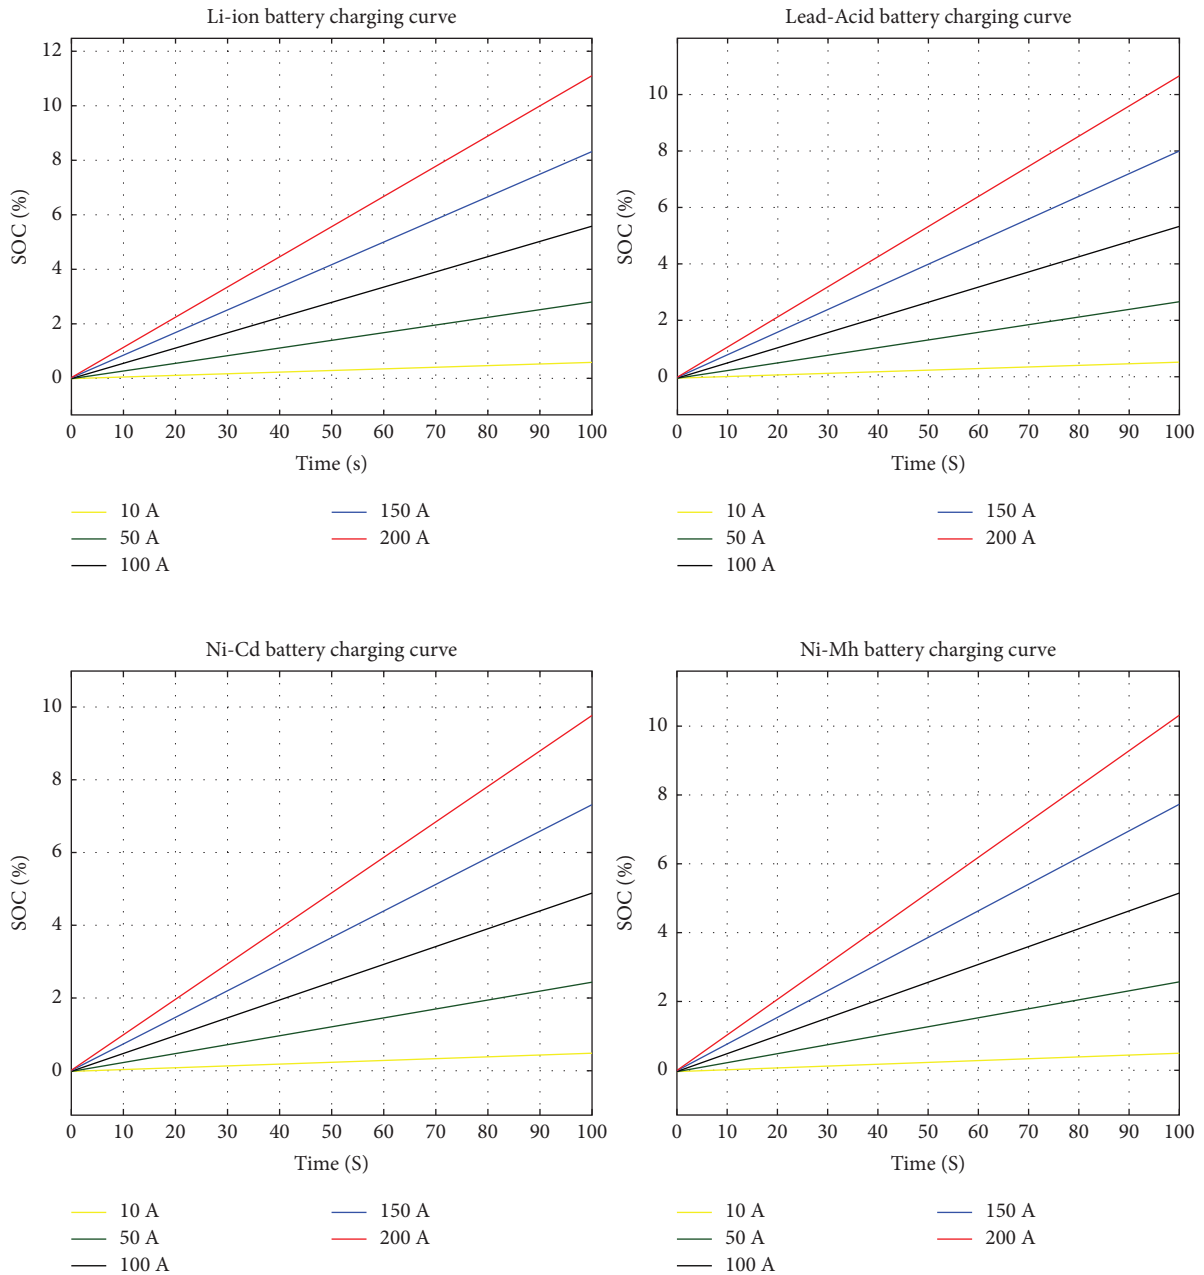 Li-ion battery charging curve
12
10
8
6
4
2
0
SOC (%)
0 10 20 30 40 50 60 70 80 90 100
Time (s)
10 A
50 A
100 A
150 A
200 A
Lead-Acid battery charging curve
10
8
6
4
2
0
SOC (%)
0 10 20 30 40 50 60 70 80 90 100
Time (S)
10 A
50 A
100 A
150 A
200 A
Ni-Cd battery charging curve
10
8
6
4
2
0
SOC (%)
0 10 20 30 40 50 60 70 80 90 100
Time (S)
10 A
50 A
100 A
150 A
200 A
Ni-Mh battery charging curve
10
8
6
4
2
0
SOC (%)
0 10 20 30 40 50 60 70 80 90 100
Time (S)
10 A
50 A
100 A
150 A
200 A